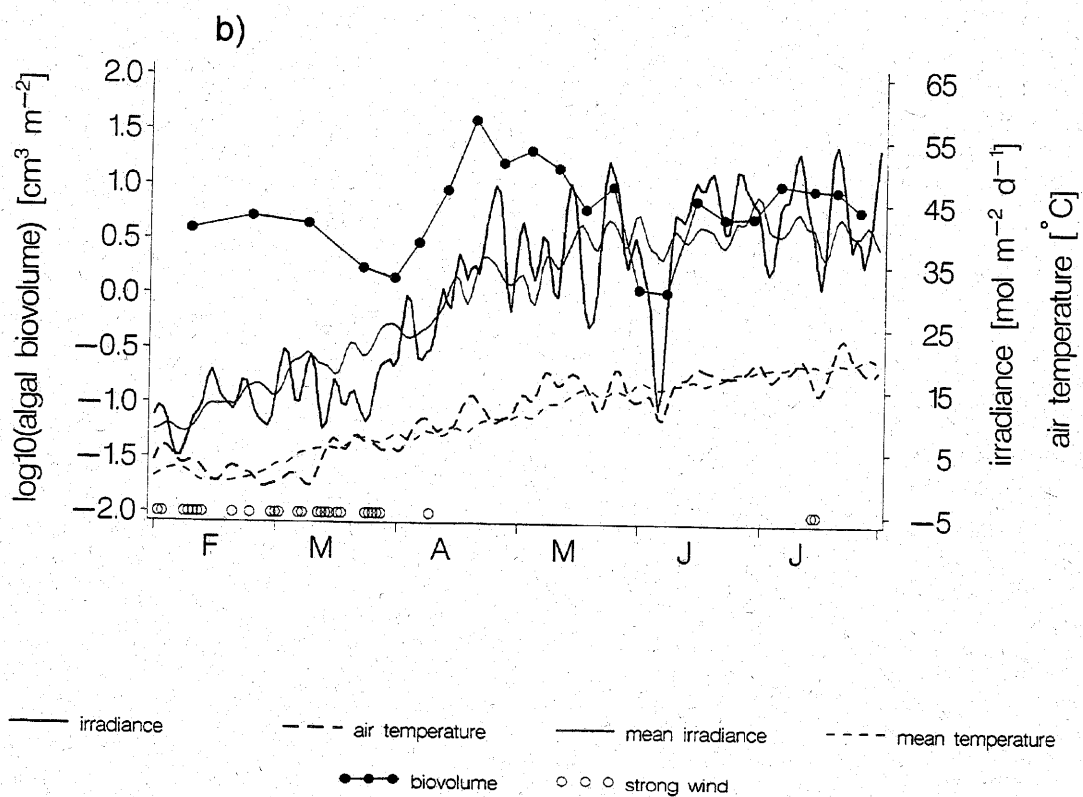 b)
log10(algal biovolume) [cm³ m⁻²]
2.0
1.5
1.0
0.5
0.0
−0.5
−1.0
−1.5
−2.0
65
55
45
35
25
15
5
−5
irradiance [mol m⁻² d⁻¹]
air temperature [°C]
F M A M J J
irradiance air temperature mean irradiance mean temperature
biovolume strong wind